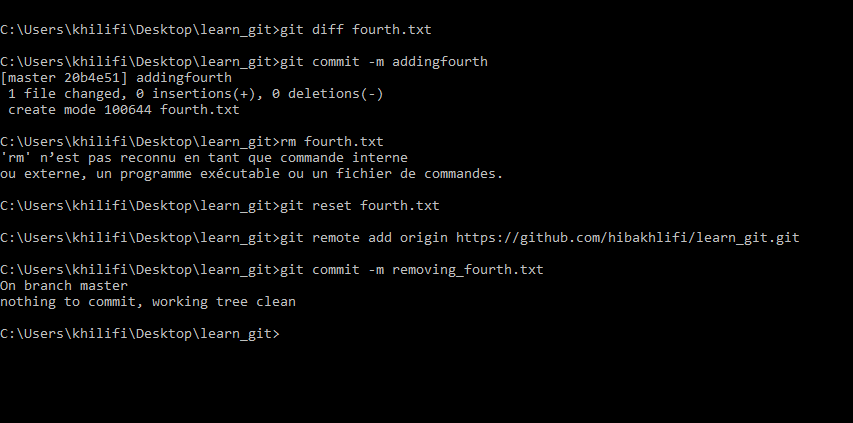 C:\Users\khilifi\Desktop\learn_git>git diff fourth.txt
C:\Users\khilifi\Desktop\learn_git>git commit -m addingfourth
[master 20b4e51] addingfourth
 1 file changed, 0 insertions(+), 0 deletions(-)
 create mode 100644 fourth.txt
C:\Users\khilifi\Desktop\learn_git>rm fourth.txt
'rm' n’est pas reconnu en tant que commande interne
ou externe, un programme exécutable ou un fichier de commandes.
C:\Users\khilifi\Desktop\learn_git>git reset fourth.txt
C:\Users\khilifi\Desktop\learn_git>git remote add origin https://github.com/hibakhlifi/learn_git.git
C:\Users\khilifi\Desktop\learn_git>git commit -m removing_fourth.txt
On branch master
nothing to commit, working tree clean
C:\Users\khilifi\Desktop\learn_git>